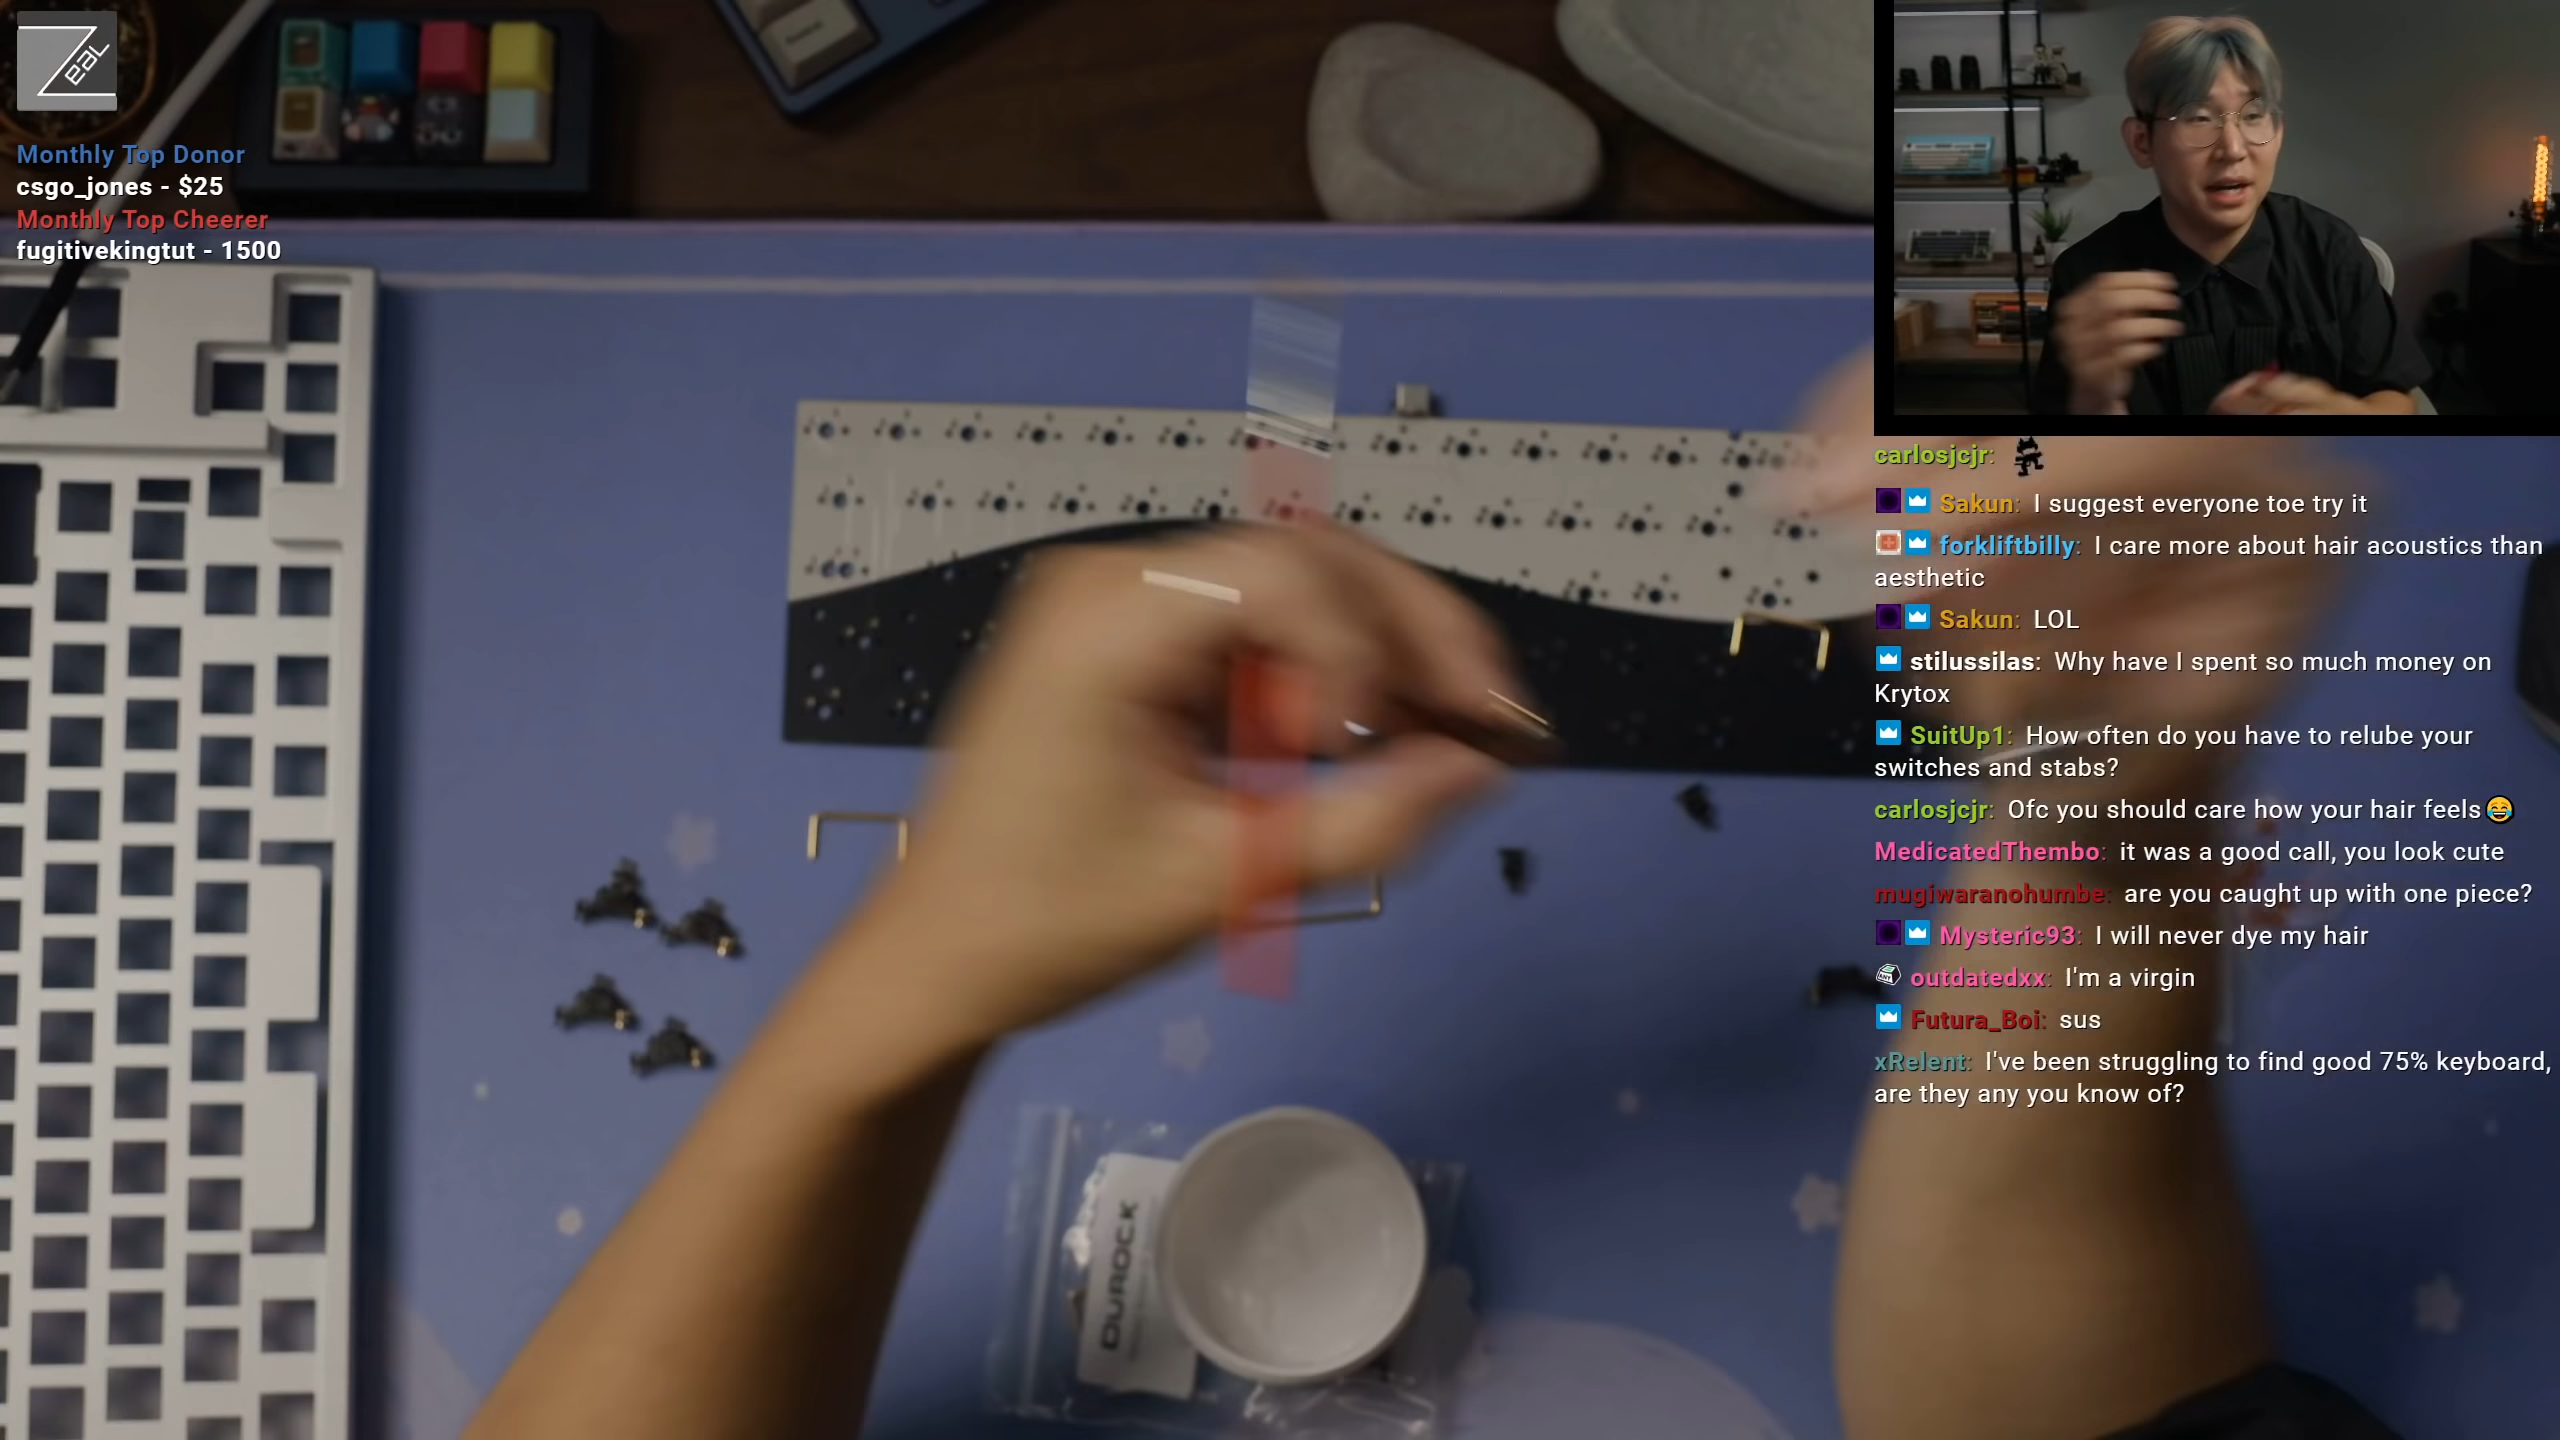 Zeal
Monthly Top Donor
csgo_jones - $25
Monthly Top Cheerer
fugitivekingtut - 1500
carlosjcjr:
Sakun: I suggest everyone toe try it
forkliftbilly: I care more about hair acoustics than
aesthetic
Sakun: LOL
stilussilas: Why have I spent so much money on
Krytox
SuitUp1: How often do you have to relube your
switches and stabs?
carlosjcjr: Ofc you should care how your hair feels😂
MedicatedThembo: it was a good call, you look cute
mugiwaranohumbe: are you caught up with one piece?
Mysteric93: I will never dye my hair
outdatedxx: I'm a virgin
Futura_Boi: sus
xRelent: I've been struggling to find good 75% keyboard,
are they any you know of?
DUROCK